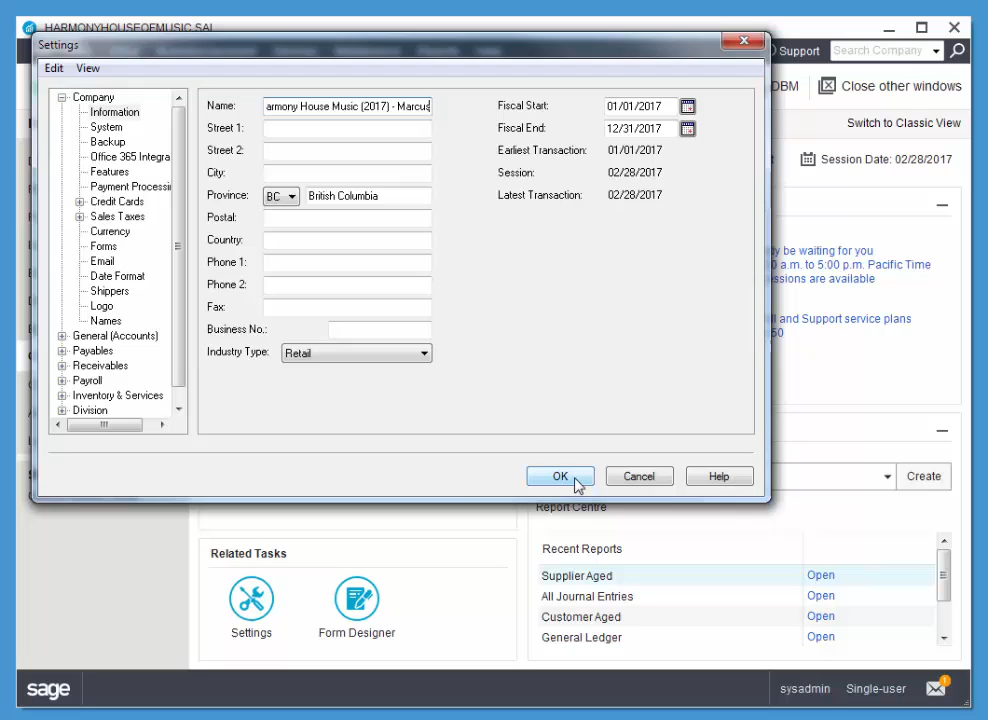 HARMONYHOUSEOFMUSIC.SAI
Settings
Support
Search Company
Edit View
DBM
Close other windows
Switch to Classic View
Session Date: 02/28/2017
Company
Information
System
Backup
Office 365 Integra
Features
Payment Processi
Credit Cards
Sales Taxes
Currency
Forms
Email
Date Format
Shippers
Logo
Names
General (Accounts)
Payables
Receivables
Payroll
Inventory & Services
Division
Name: armony House Music (2017) - Marcus
Street 1:
Street 2:
City:
Province: BC British Columbia
Postal:
Country:
Phone 1:
Phone 2:
Fax:
Business No.:
Industry Type: Retail
Fiscal Start: 01/01/2017
Fiscal End: 12/31/2017
Earliest Transaction: 01/01/2017
Session: 02/28/2017
Latest Transaction: 02/28/2017
y be waiting for you
a.m. to 5:00 p.m. Pacific Time
ssions are available
ll and Support service plans
50
OK Cancel Help
Create
Report Centre
Related Tasks
Settings
Form Designer
Recent Reports
Supplier Aged Open
All Journal Entries Open
Customer Aged Open
General Ledger Open
sage
sysadmin Single-user
1